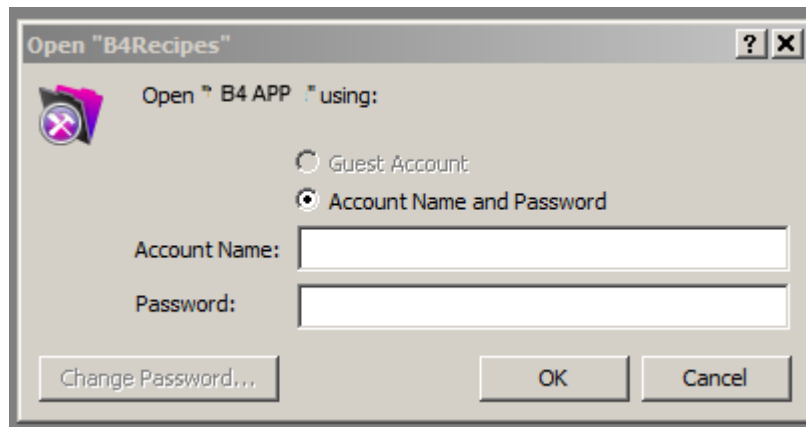 Open "B4Recipes"
Open " B4 APP " using:
Guest Account
Account Name and Password
Account Name:
Password:
Change Password...
OK
Cancel